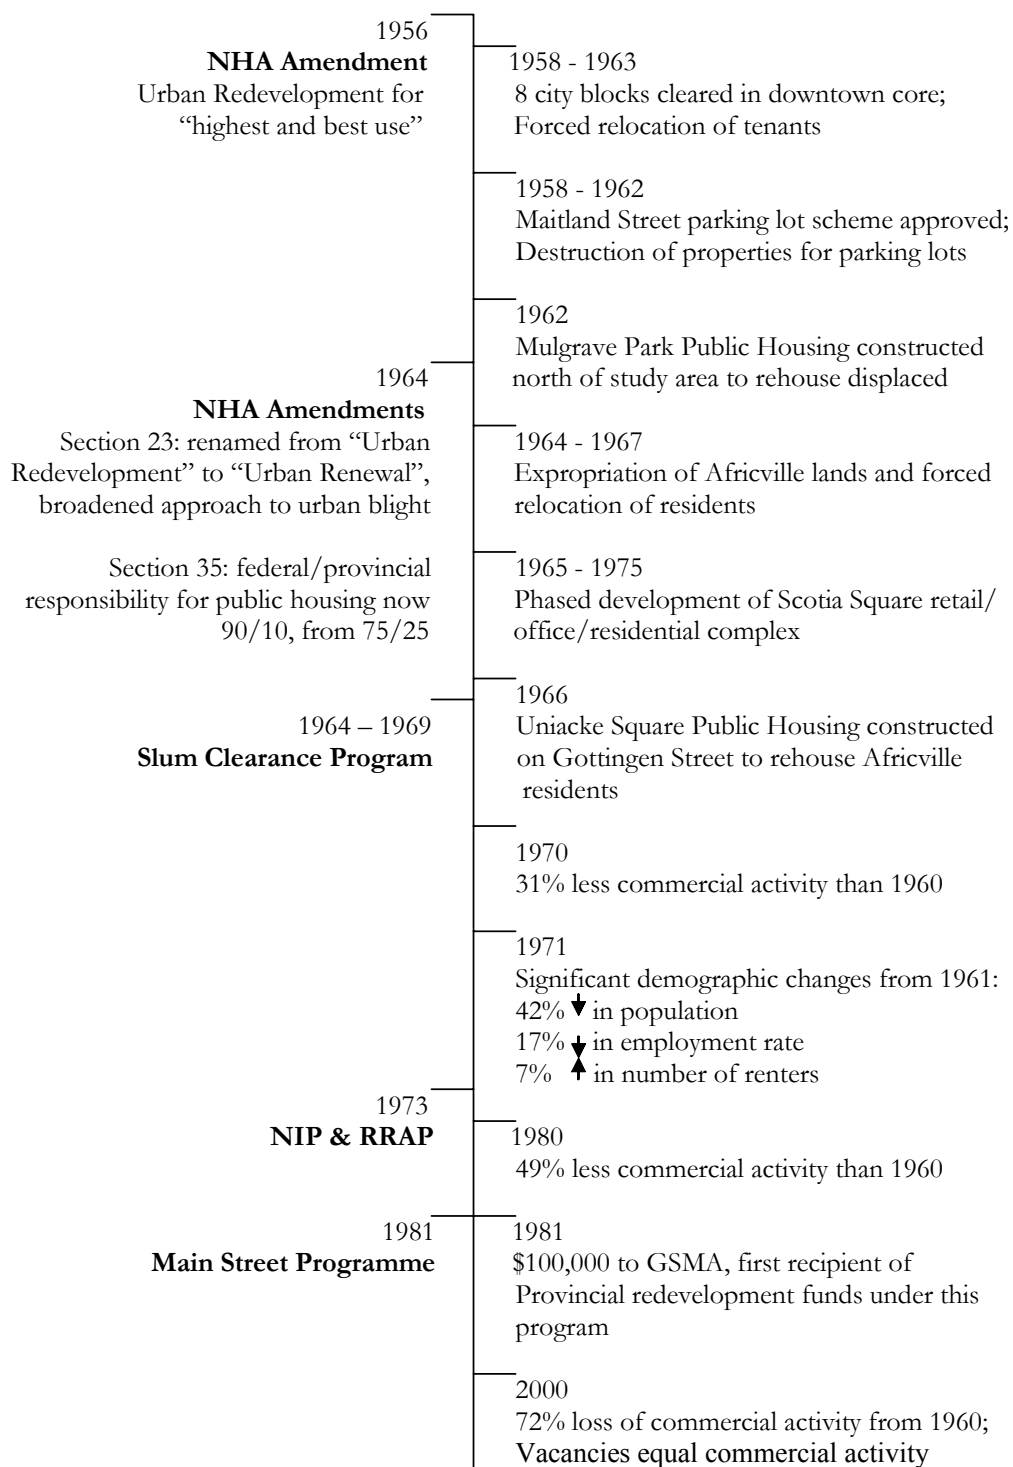 1956
NHA Amendment
Urban Redevelopment for
“highest and best use”
1958 - 1963
8 city blocks cleared in downtown core;
Forced relocation of tenants
1958 - 1962
Maitland Street parking lot scheme approved;
Destruction of properties for parking lots
1962
Mulgrave Park Public Housing constructed
north of study area to rehouse displaced
1964
NHA Amendments
Section 23: renamed from “Urban
Redevelopment” to “Urban Renewal”,
broadened approach to urban blight
Section 35: federal/provincial
responsibility for public housing now
90/10, from 75/25
1964 - 1967
Expropriation of Africville lands and forced
relocation of residents
1965 - 1975
Phased development of Scotia Square retail/
office/residential complex
1966
Uniacke Square Public Housing constructed
on Gottingen Street to rehouse Africville
residents
1964 – 1969
Slum Clearance Program
1970
31% less commercial activity than 1960
1971
Significant demographic changes from 1961:
42% in population
17% in employment rate
7% in number of renters
1973
NIP & RRAP
1980
49% less commercial activity than 1960
1981
Main Street Programme
1981
$100,000 to GSMA, first recipient of
Provincial redevelopment funds under this
program
2000
72% loss of commercial activity from 1960;
Vacancies equal commercial activity